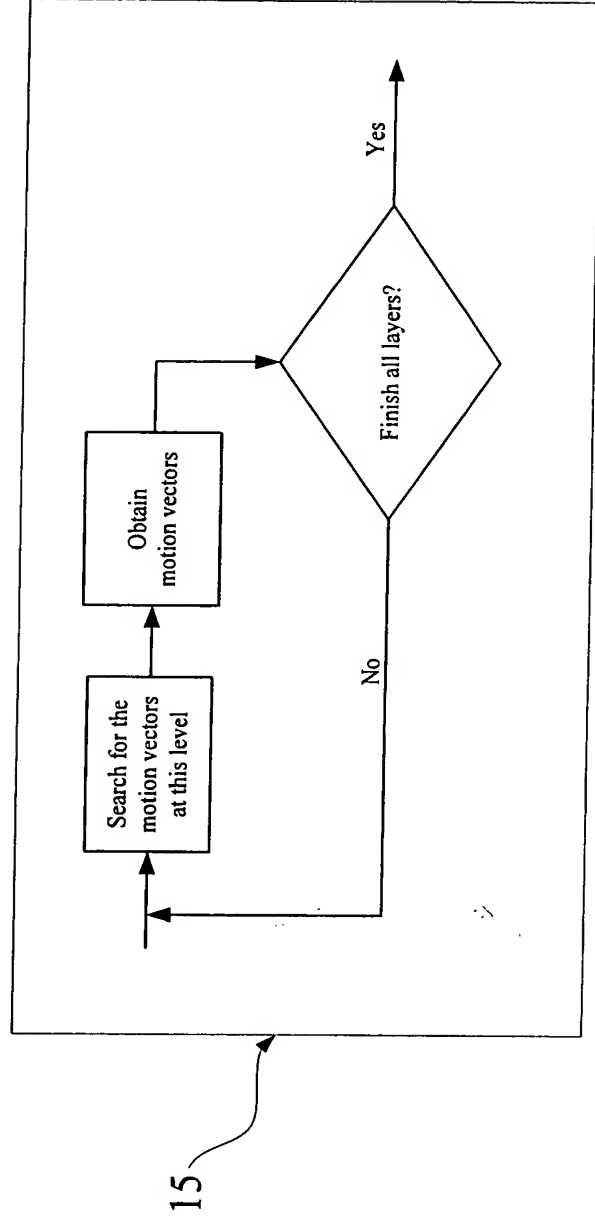 Search for the
motion vectors
at this level
Obtain
motion vectors
Finish all layers?
Yes
No
15